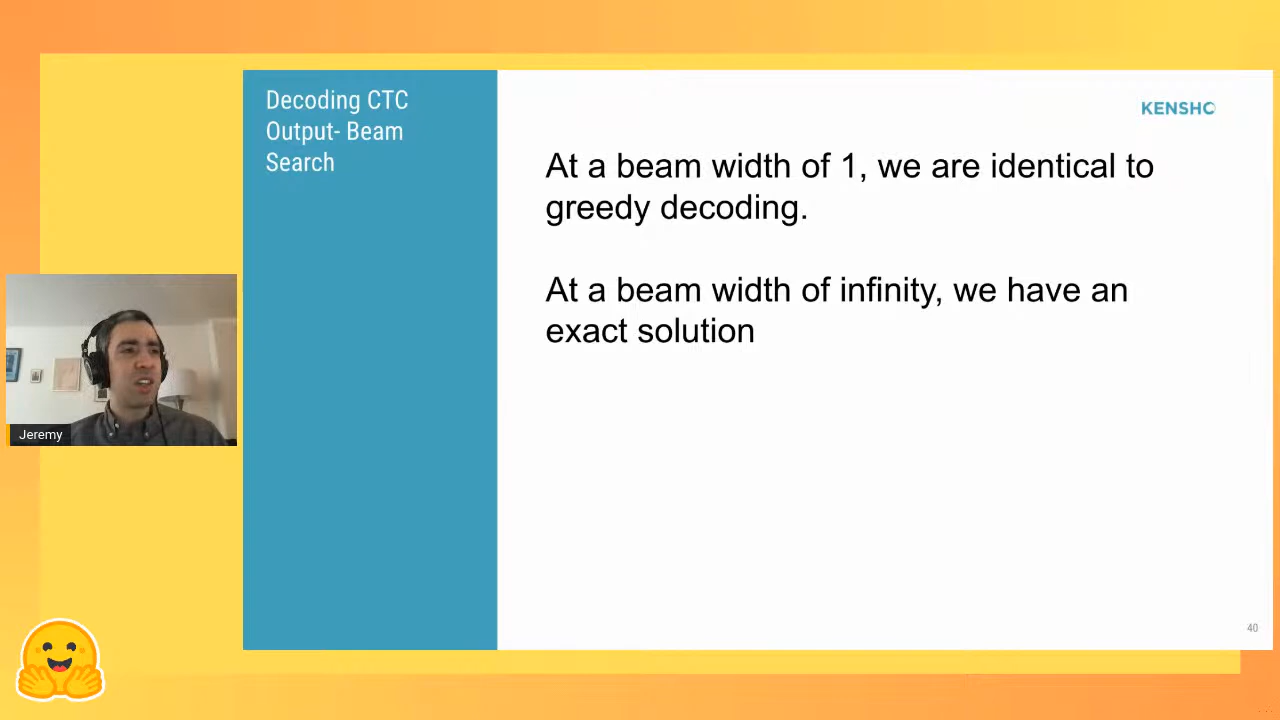 Decoding CTC
Output- Beam
Search
KENSHO
At a beam width of 1, we are identical to
greedy decoding.
At a beam width of infinity, we have an
exact solution
Jeremy
40